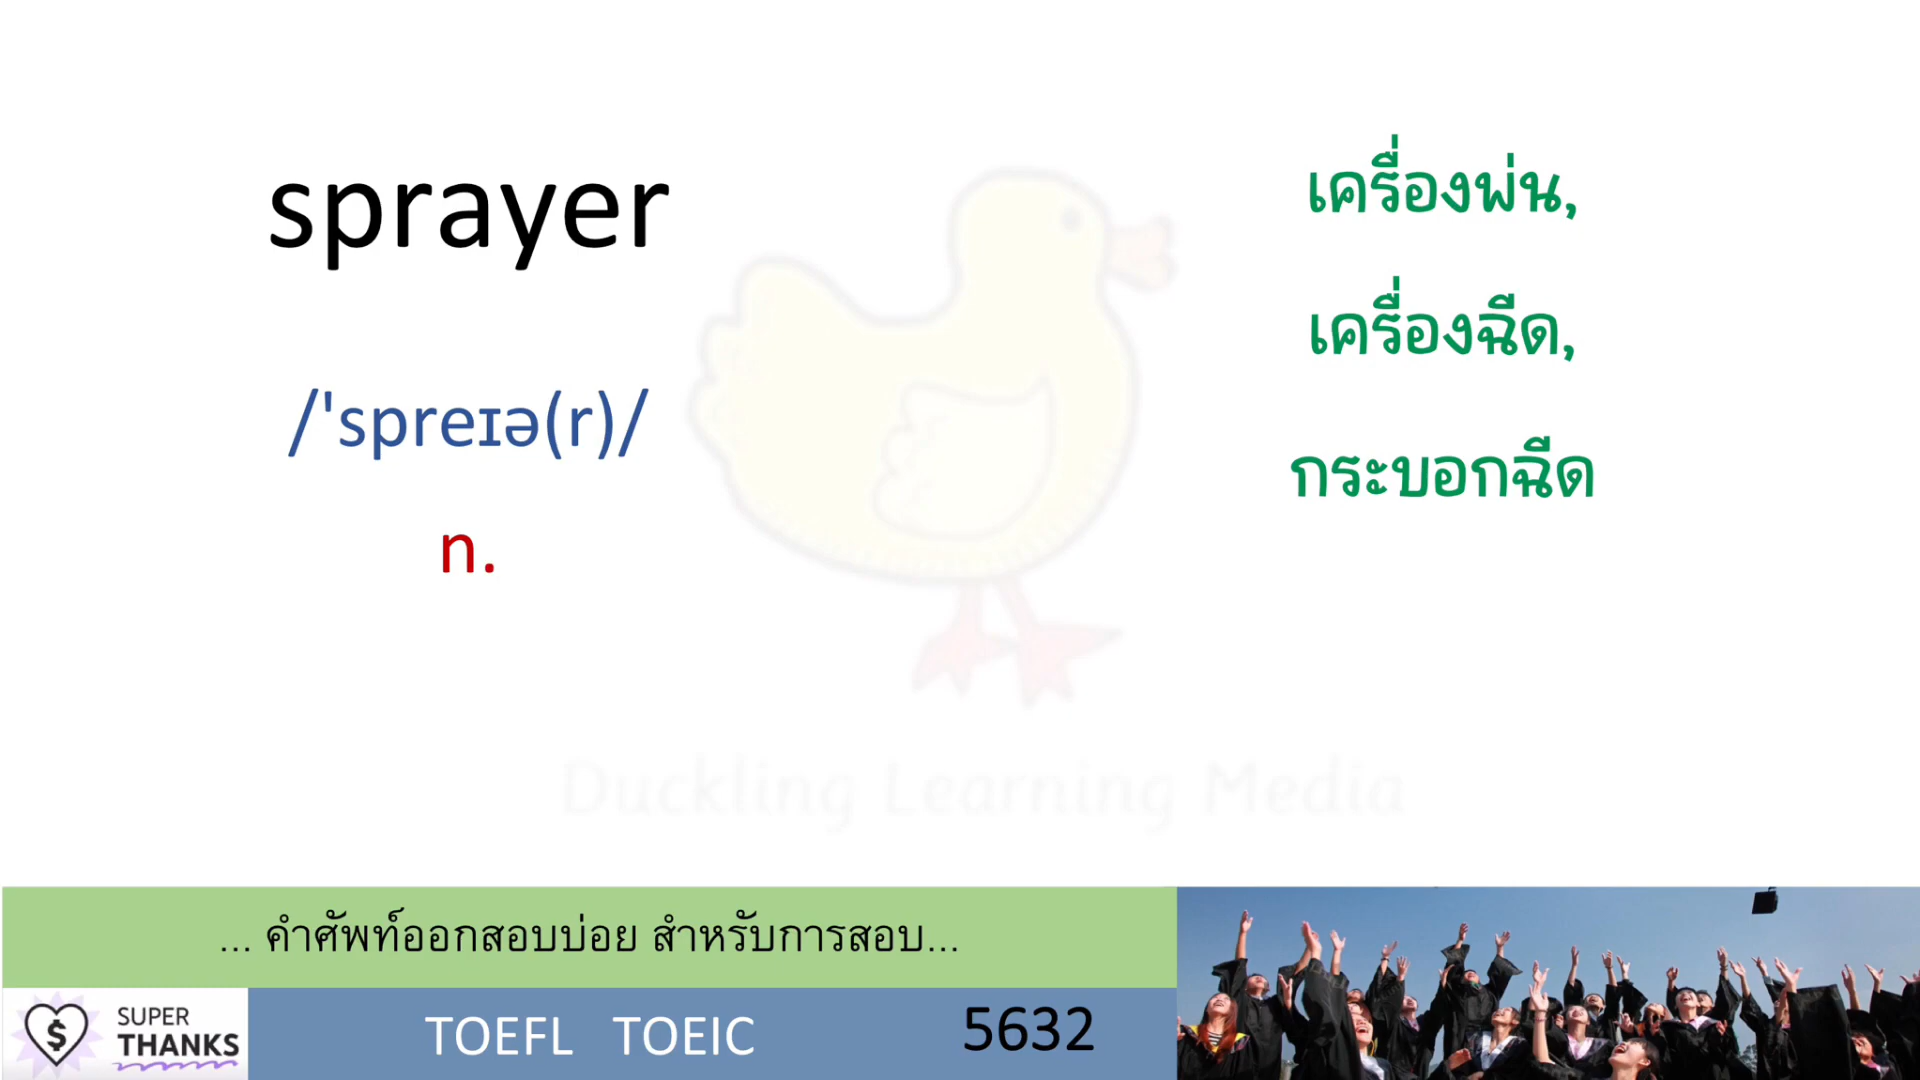 sprayer
/ˈspreɪə(r)/
n.
เครื่องพ่น,
เครื่องฉีด,
กระบอกฉีด
Duckling Learning Media
... คำศัพท์ออกสอบบ่อย สำหรับการสอบ...
SUPER
THANKS
TOEFL TOEIC
5632